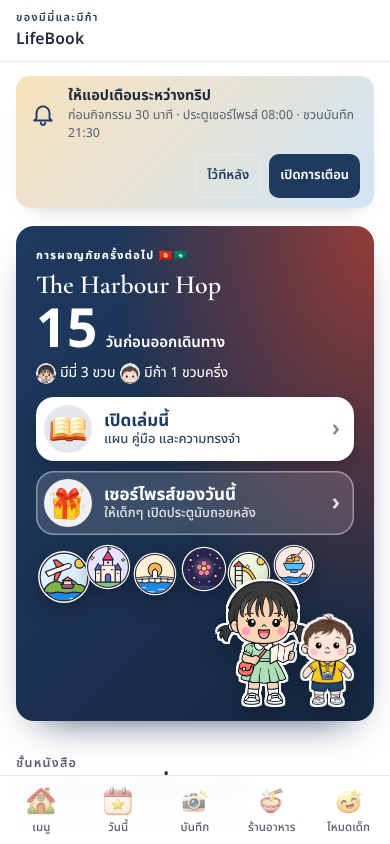 ของมีมี่และมีก้า
LifeBook
ให้แอปเตือนระหว่างทริป
ก่อนกิจกรรม 30 นาที · ประตูเซอร์ไพรส์ 08:00 · ชวนบันทึก
21:30
ไว้ทีหลัง
เปิดการเตือน
การผจญภัยครั้งต่อไป 🇭🇰🇲🇴
The Harbour Hop
15 วันก่อนออกเดินทาง
มีมี่ 3 ขวบ มีก้า 1 ขวบครึ่ง
เปิดเล่มนี้
แผน คู่มือ และความทรงจำ
เซอร์ไพรส์ของวันนี้
ให้เด็กๆ เปิดประตูนับถอยหลัง
ชั้นหนังสือ
เมนู
วันนี้
บันทึก
ร้านอาหาร
โหมดเด็ก